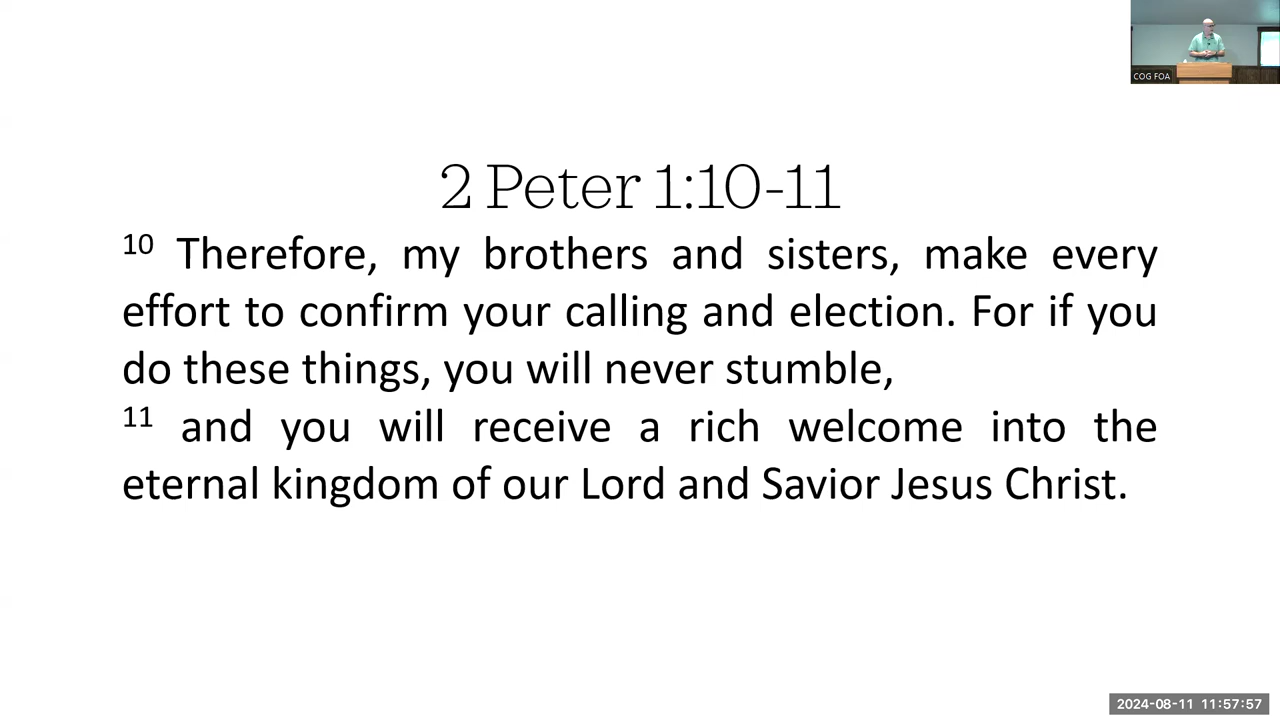 COG FOA
2 Peter 1:10-11
10 Therefore, my brothers and sisters, make every
effort to confirm your calling and election. For if you
do these things, you will never stumble,
11 and you will receive a rich welcome into the
eternal kingdom of our Lord and Savior Jesus Christ.
2024-08-11 11:57:57